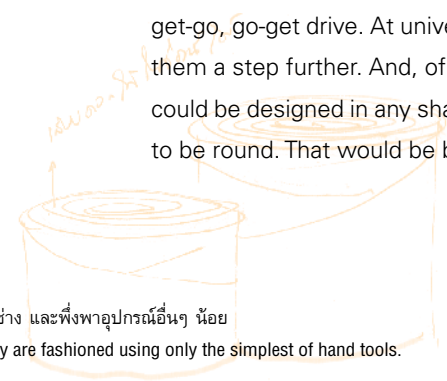 get-go, go-get drive. At unive
them a step further. And, of
could be designed in any sha
to be round. That would be b
ช่าง และพึ่งพาอุปกรณ์อื่นๆ น้อย
y are fashioned using only the simplest of hand tools.